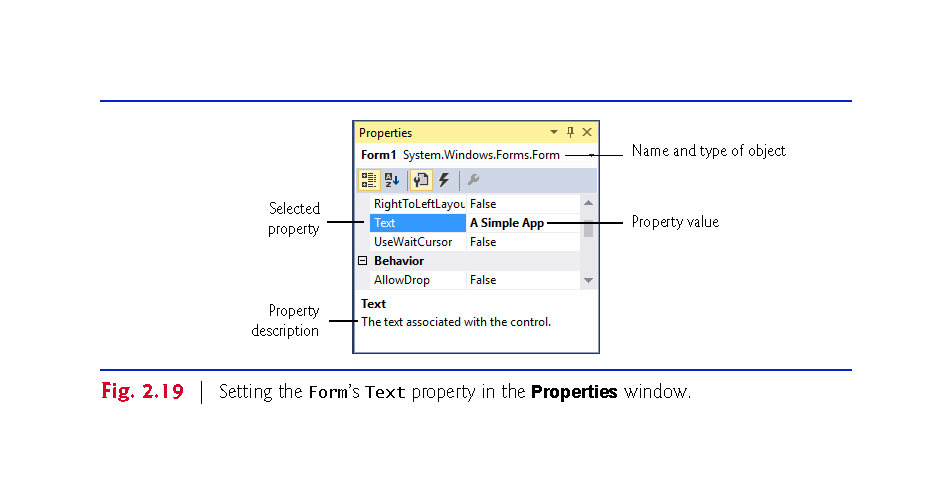 Properties
Form1 System.Windows.Forms.Form
Name and type of object
RightToLeftLayou False
Selected
property
Text A Simple App
Property value
UseWaitCursor False
Behavior
AllowDrop False
Text
Property
description
The text associated with the control.
Fig. 2.19 | Setting the Form's Text property in the Properties window.